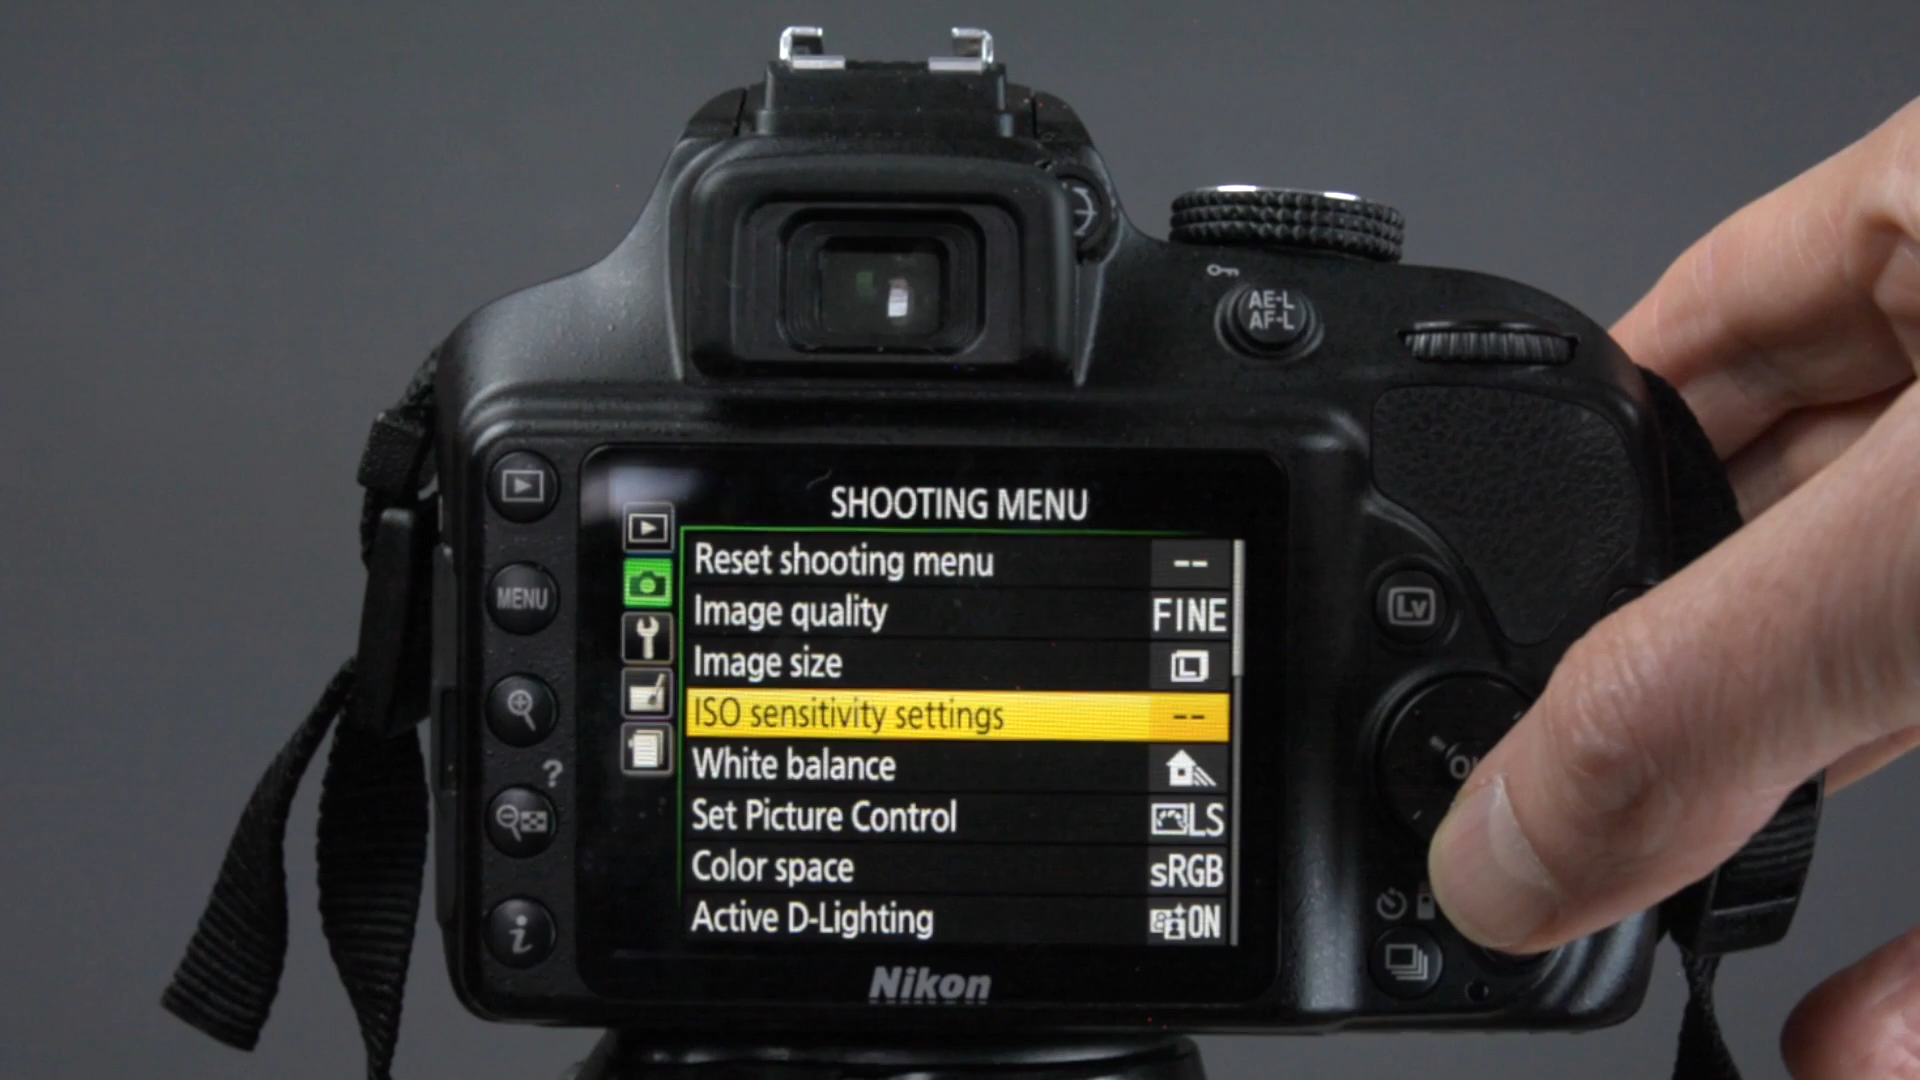 AE-L
AF-L
SHOOTING MENU
Reset shooting menu --
Image quality FINE
Image size L
ISO sensitivity settings --
White balance
Set Picture Control LS
Color space sRGB
Active D-Lighting ON
MENU
?
i
Lv
Nikon